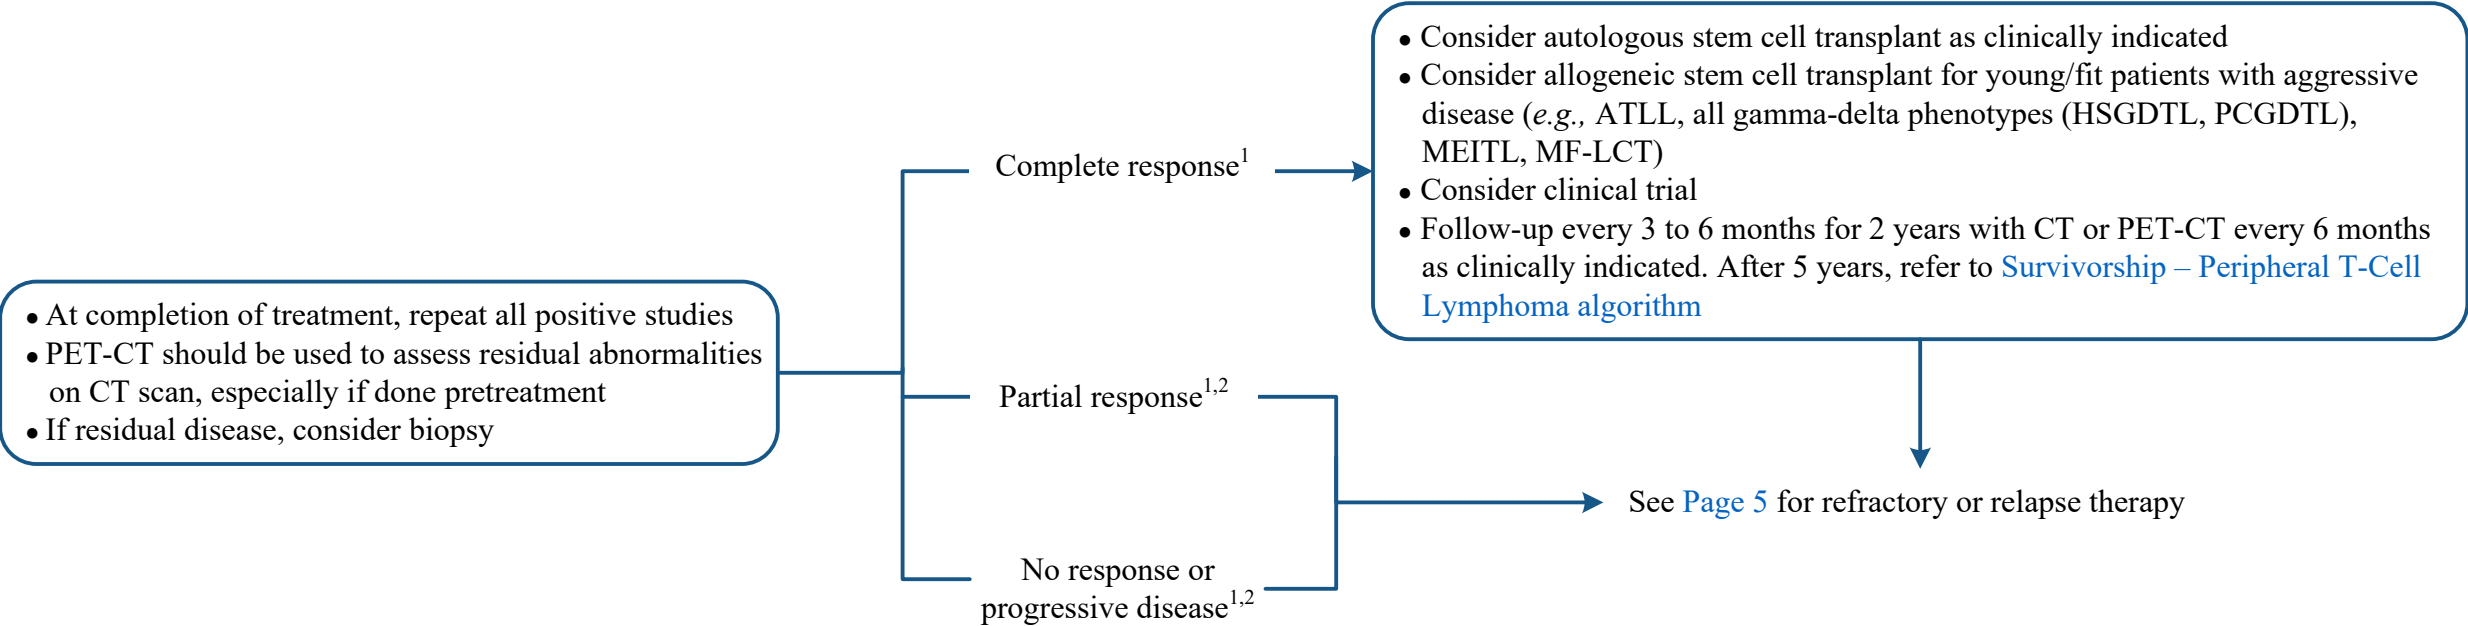 • At completion of treatment, repeat all positive studies
• PET-CT should be used to assess residual abnormalities
on CT scan, especially if done pretreatment
• If residual disease, consider biopsy
Complete response1
Partial response1,2
No response or
progressive disease1,2
• Consider autologous stem cell transplant as clinically indicated
• Consider allogeneic stem cell transplant for young/fit patients with aggressive
disease (e.g., ATLL, all gamma-delta phenotypes (HSGDTL, PCGDTL),
MEITL, MF-LCT)
• Consider clinical trial
• Follow-up every 3 to 6 months for 2 years with CT or PET-CT every 6 months
as clinically indicated. After 5 years, refer to Survivorship – Peripheral T-Cell
Lymphoma algorithm
See Page 5 for refractory or relapse therapy